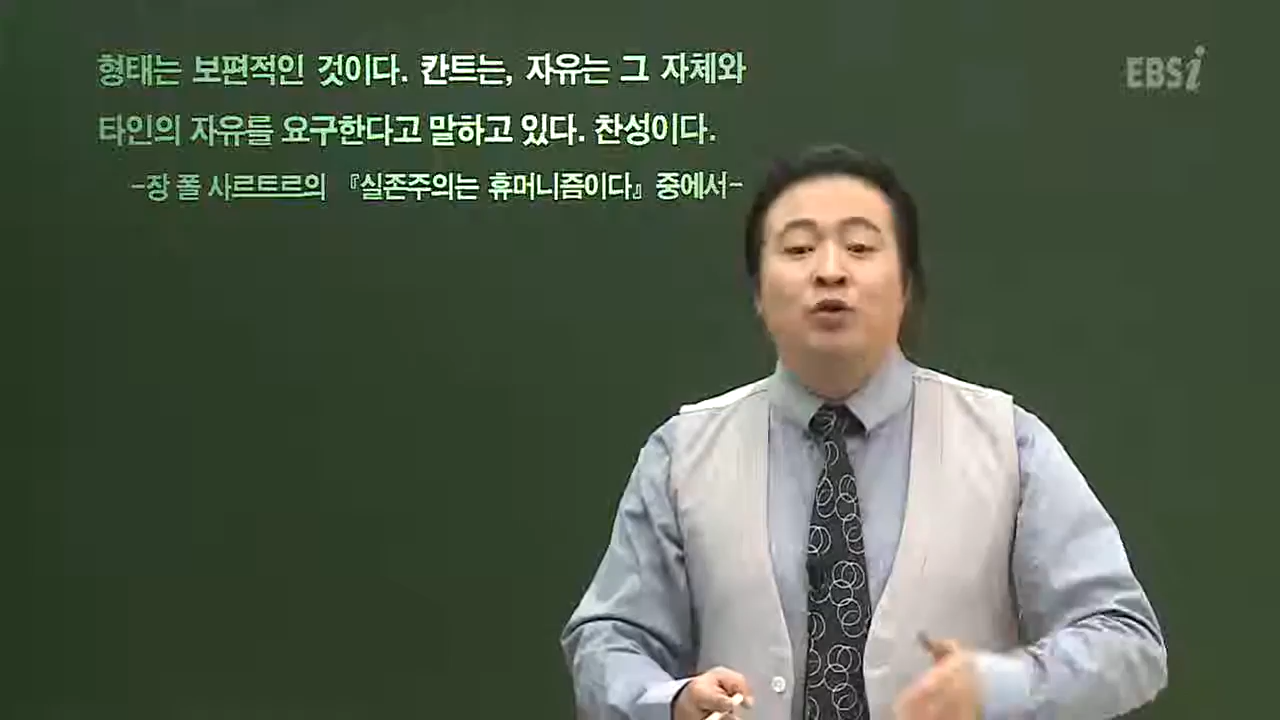 형태는 보편적인 것이다. 칸트는, 자유는 그 자체와
타인의 자유를 요구한다고 말하고 있다. 찬성이다.
-장 폴 사르트르의 『실존주의는 휴머니즘이다』 중에서-
EBSi